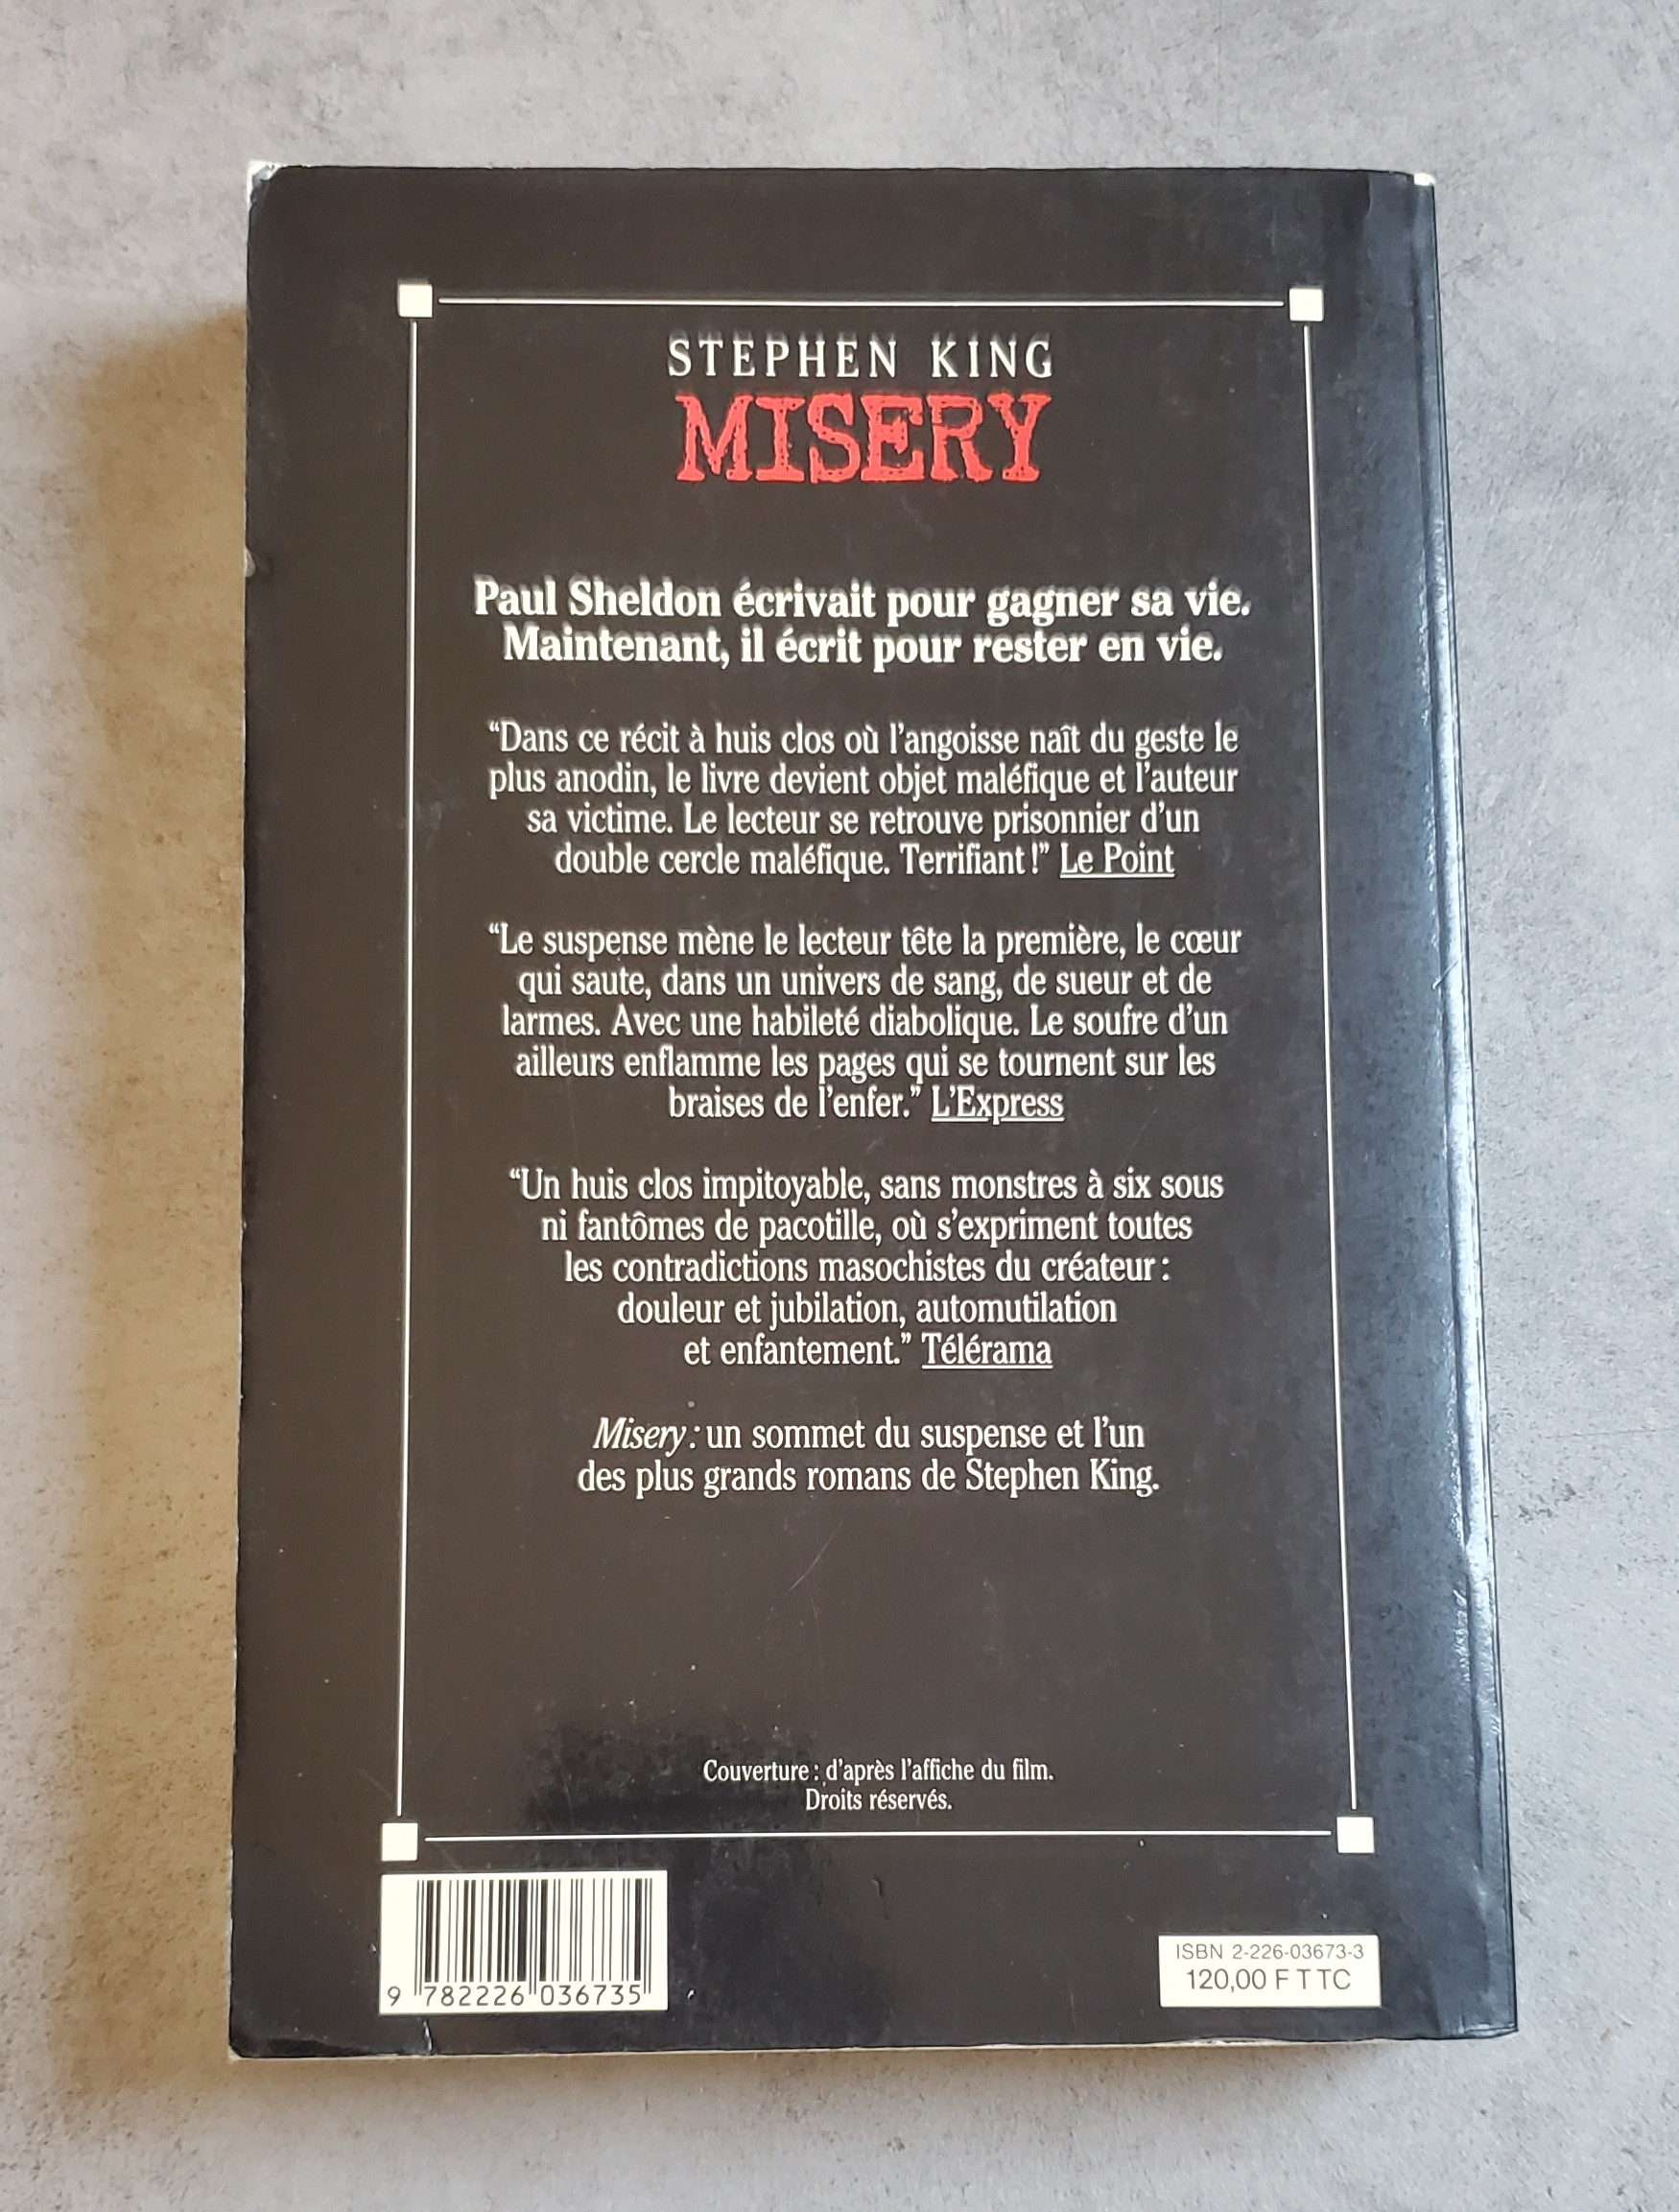 STEPHEN KING
MISERY
Paul Sheldon écrivait pour gagner sa vie.
Maintenant, il écrit pour rester en vie.
“Dans ce récit à huis clos où l’angoisse naît du geste le
plus anodin, le livre devient objet maléfique et l’auteur
sa victime. Le lecteur se retrouve prisonnier d’un
double cercle maléfique. Terrifiant !” Le Point
“Le suspense mène le lecteur tête la première, le cœur
qui saute, dans un univers de sang, de sueur et de
larmes. Avec une habileté diabolique. Le soufre d’un
ailleurs enflamme les pages qui se tournent sur les
braises de l’enfer.” L’Express
“Un huis clos impitoyable, sans monstres à six sous
ni fantômes de pacotille, où s’expriment toutes
les contradictions masochistes du créateur :
douleur et jubilation, automutilation
et enfantement.” Télérama
Misery : un sommet du suspense et l’un
des plus grands romans de Stephen King.
Couverture : d’après l’affiche du film.
Droits réservés.
9 782226 036735
ISBN 2-226-03673-3
120,00 F TTC